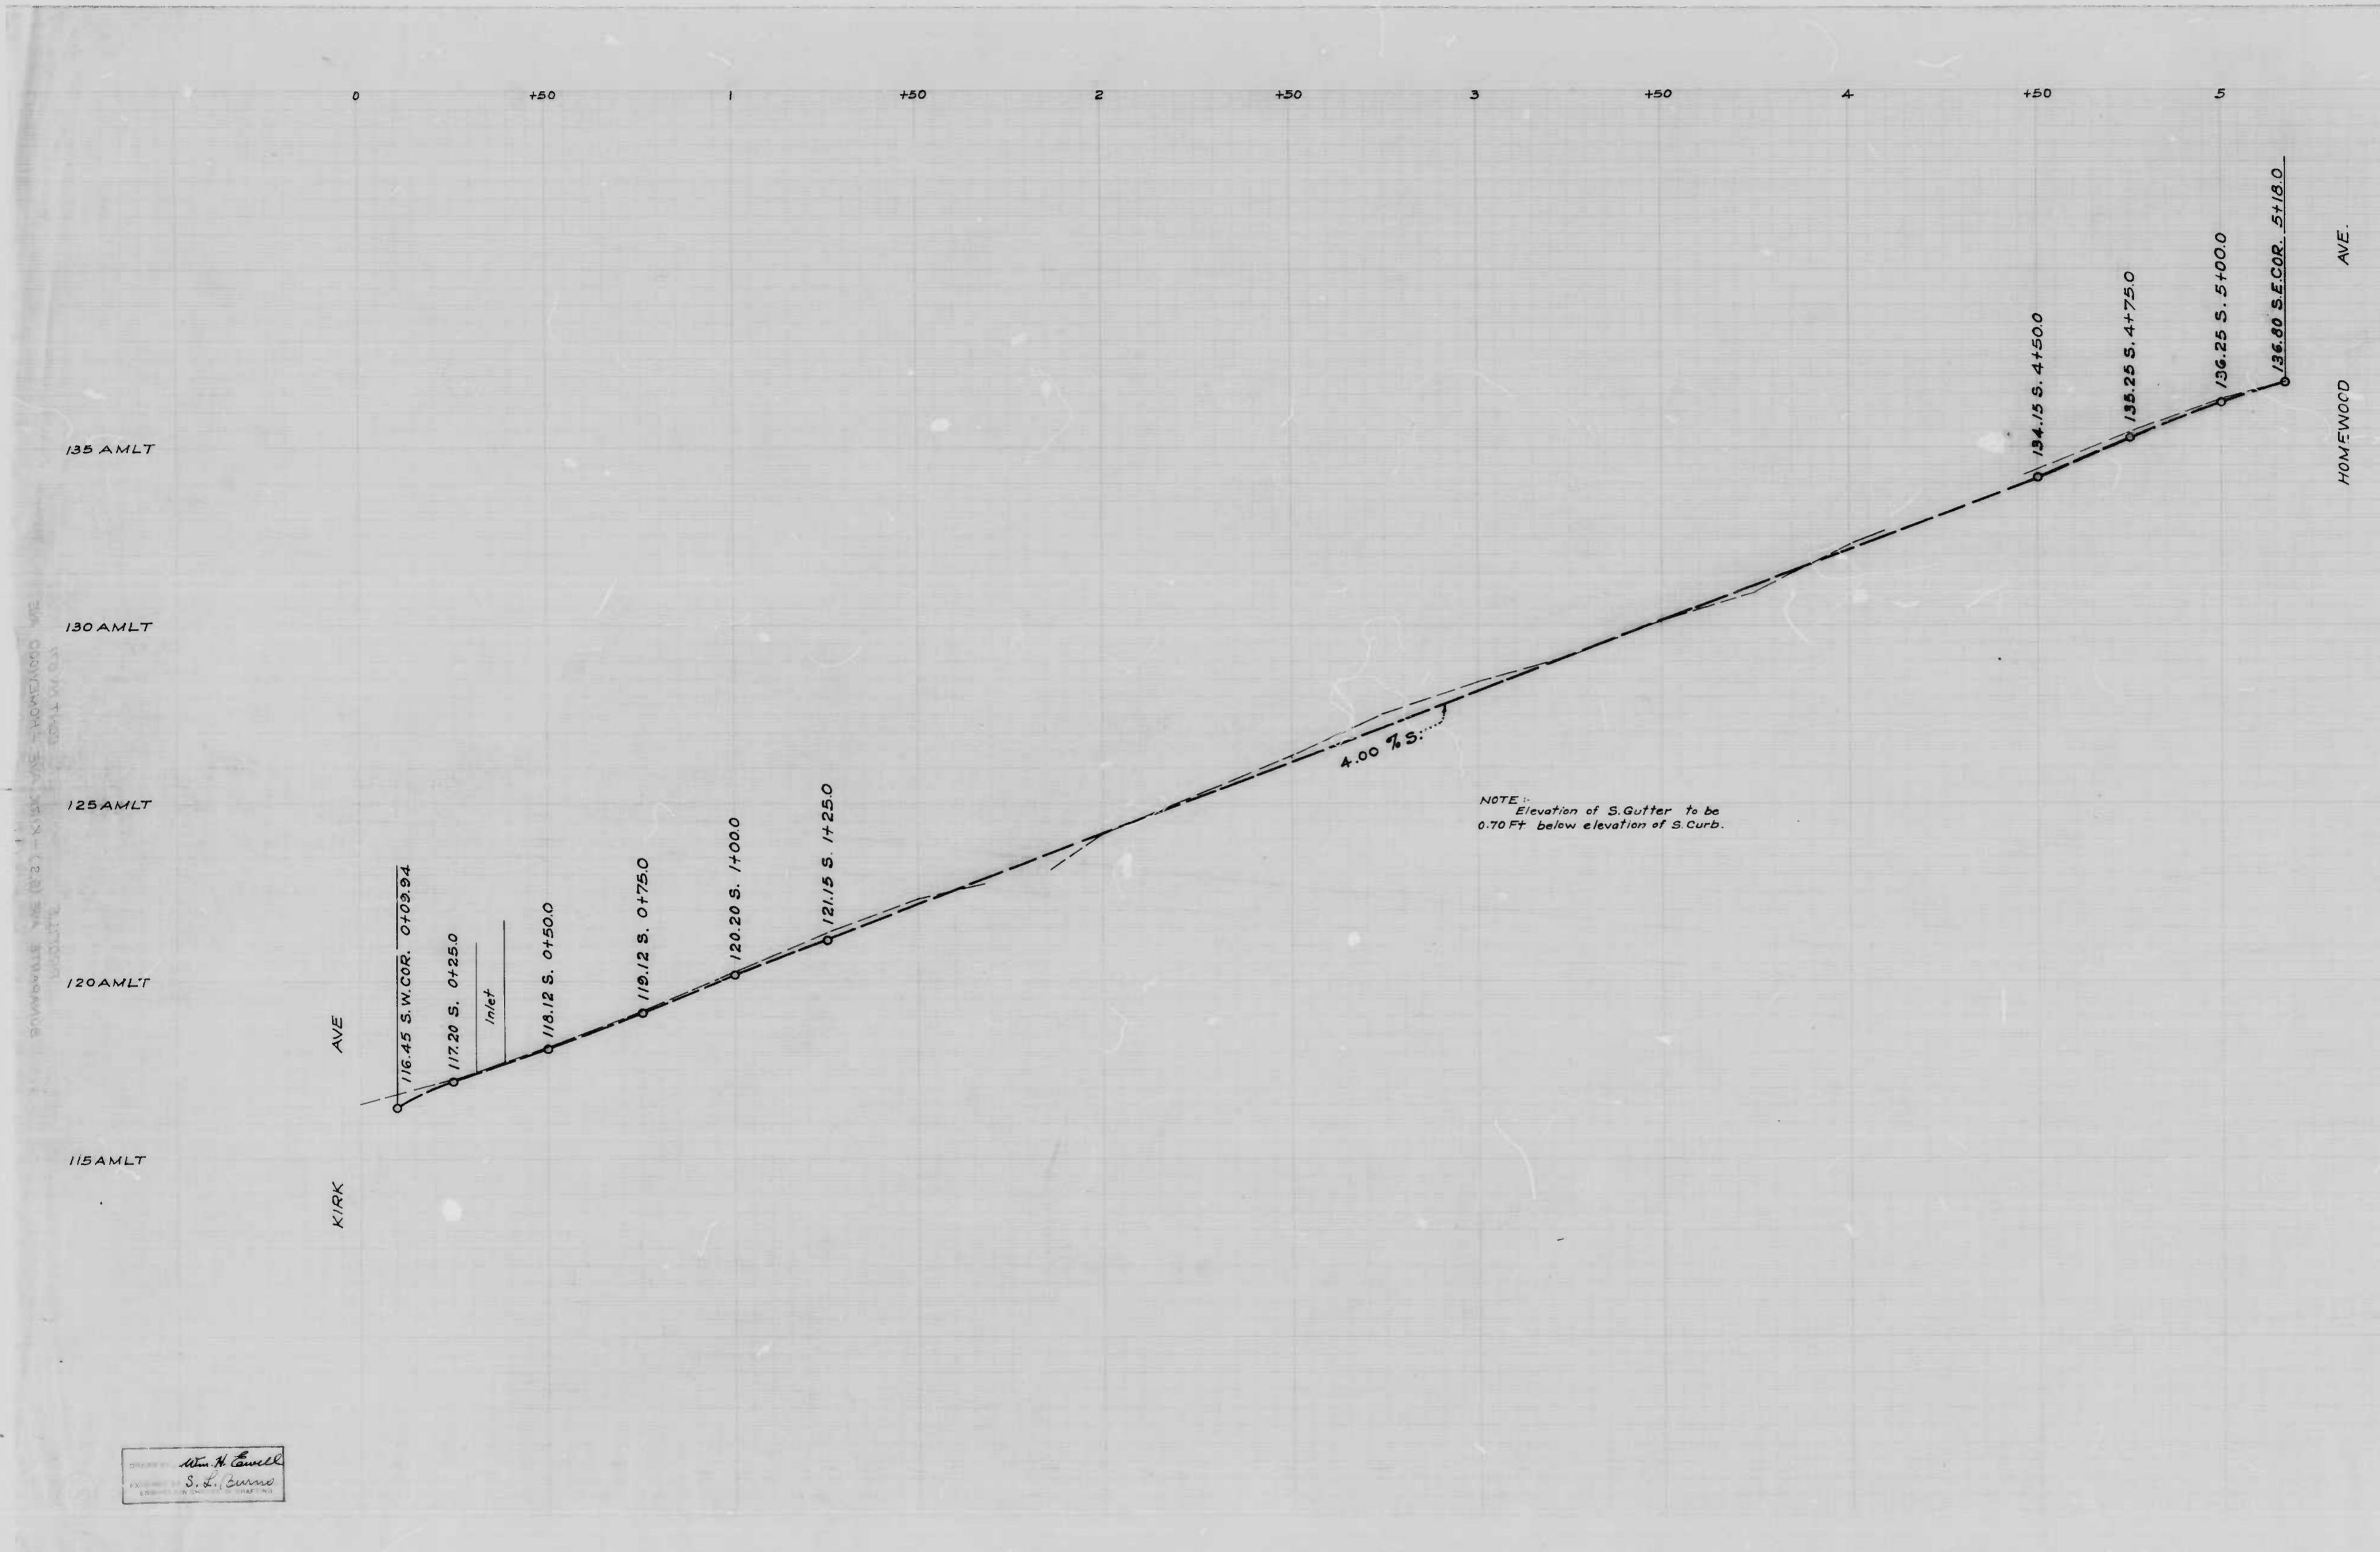 0 +50 1 +50 2 +50 3 +50 4 +50 5
135 AMLT
130 AMLT
125 AMLT
120 AMLT
115 AMLT
KIRK AVE
116.45 S.W.COR. 0+09.94
117.20 S. 0+25.0
Inlet
118.12 S. 0+50.0
119.12 S. 0+75.0
120.20 S. 1+00.0
121.15 S. 1+25.0
4.00 % S.
NOTE:-
Elevation of S. Gutter to be
0.70 Ft. below elevation of S. Curb.
134.15 S. 4+50.0
135.25 S. 4+75.0
136.25 S. 5+00.0
136.80 S.E.COR. 5+18.0
HOMEWOOD AVE.
Wm. H. Ewell
S. L. Burns